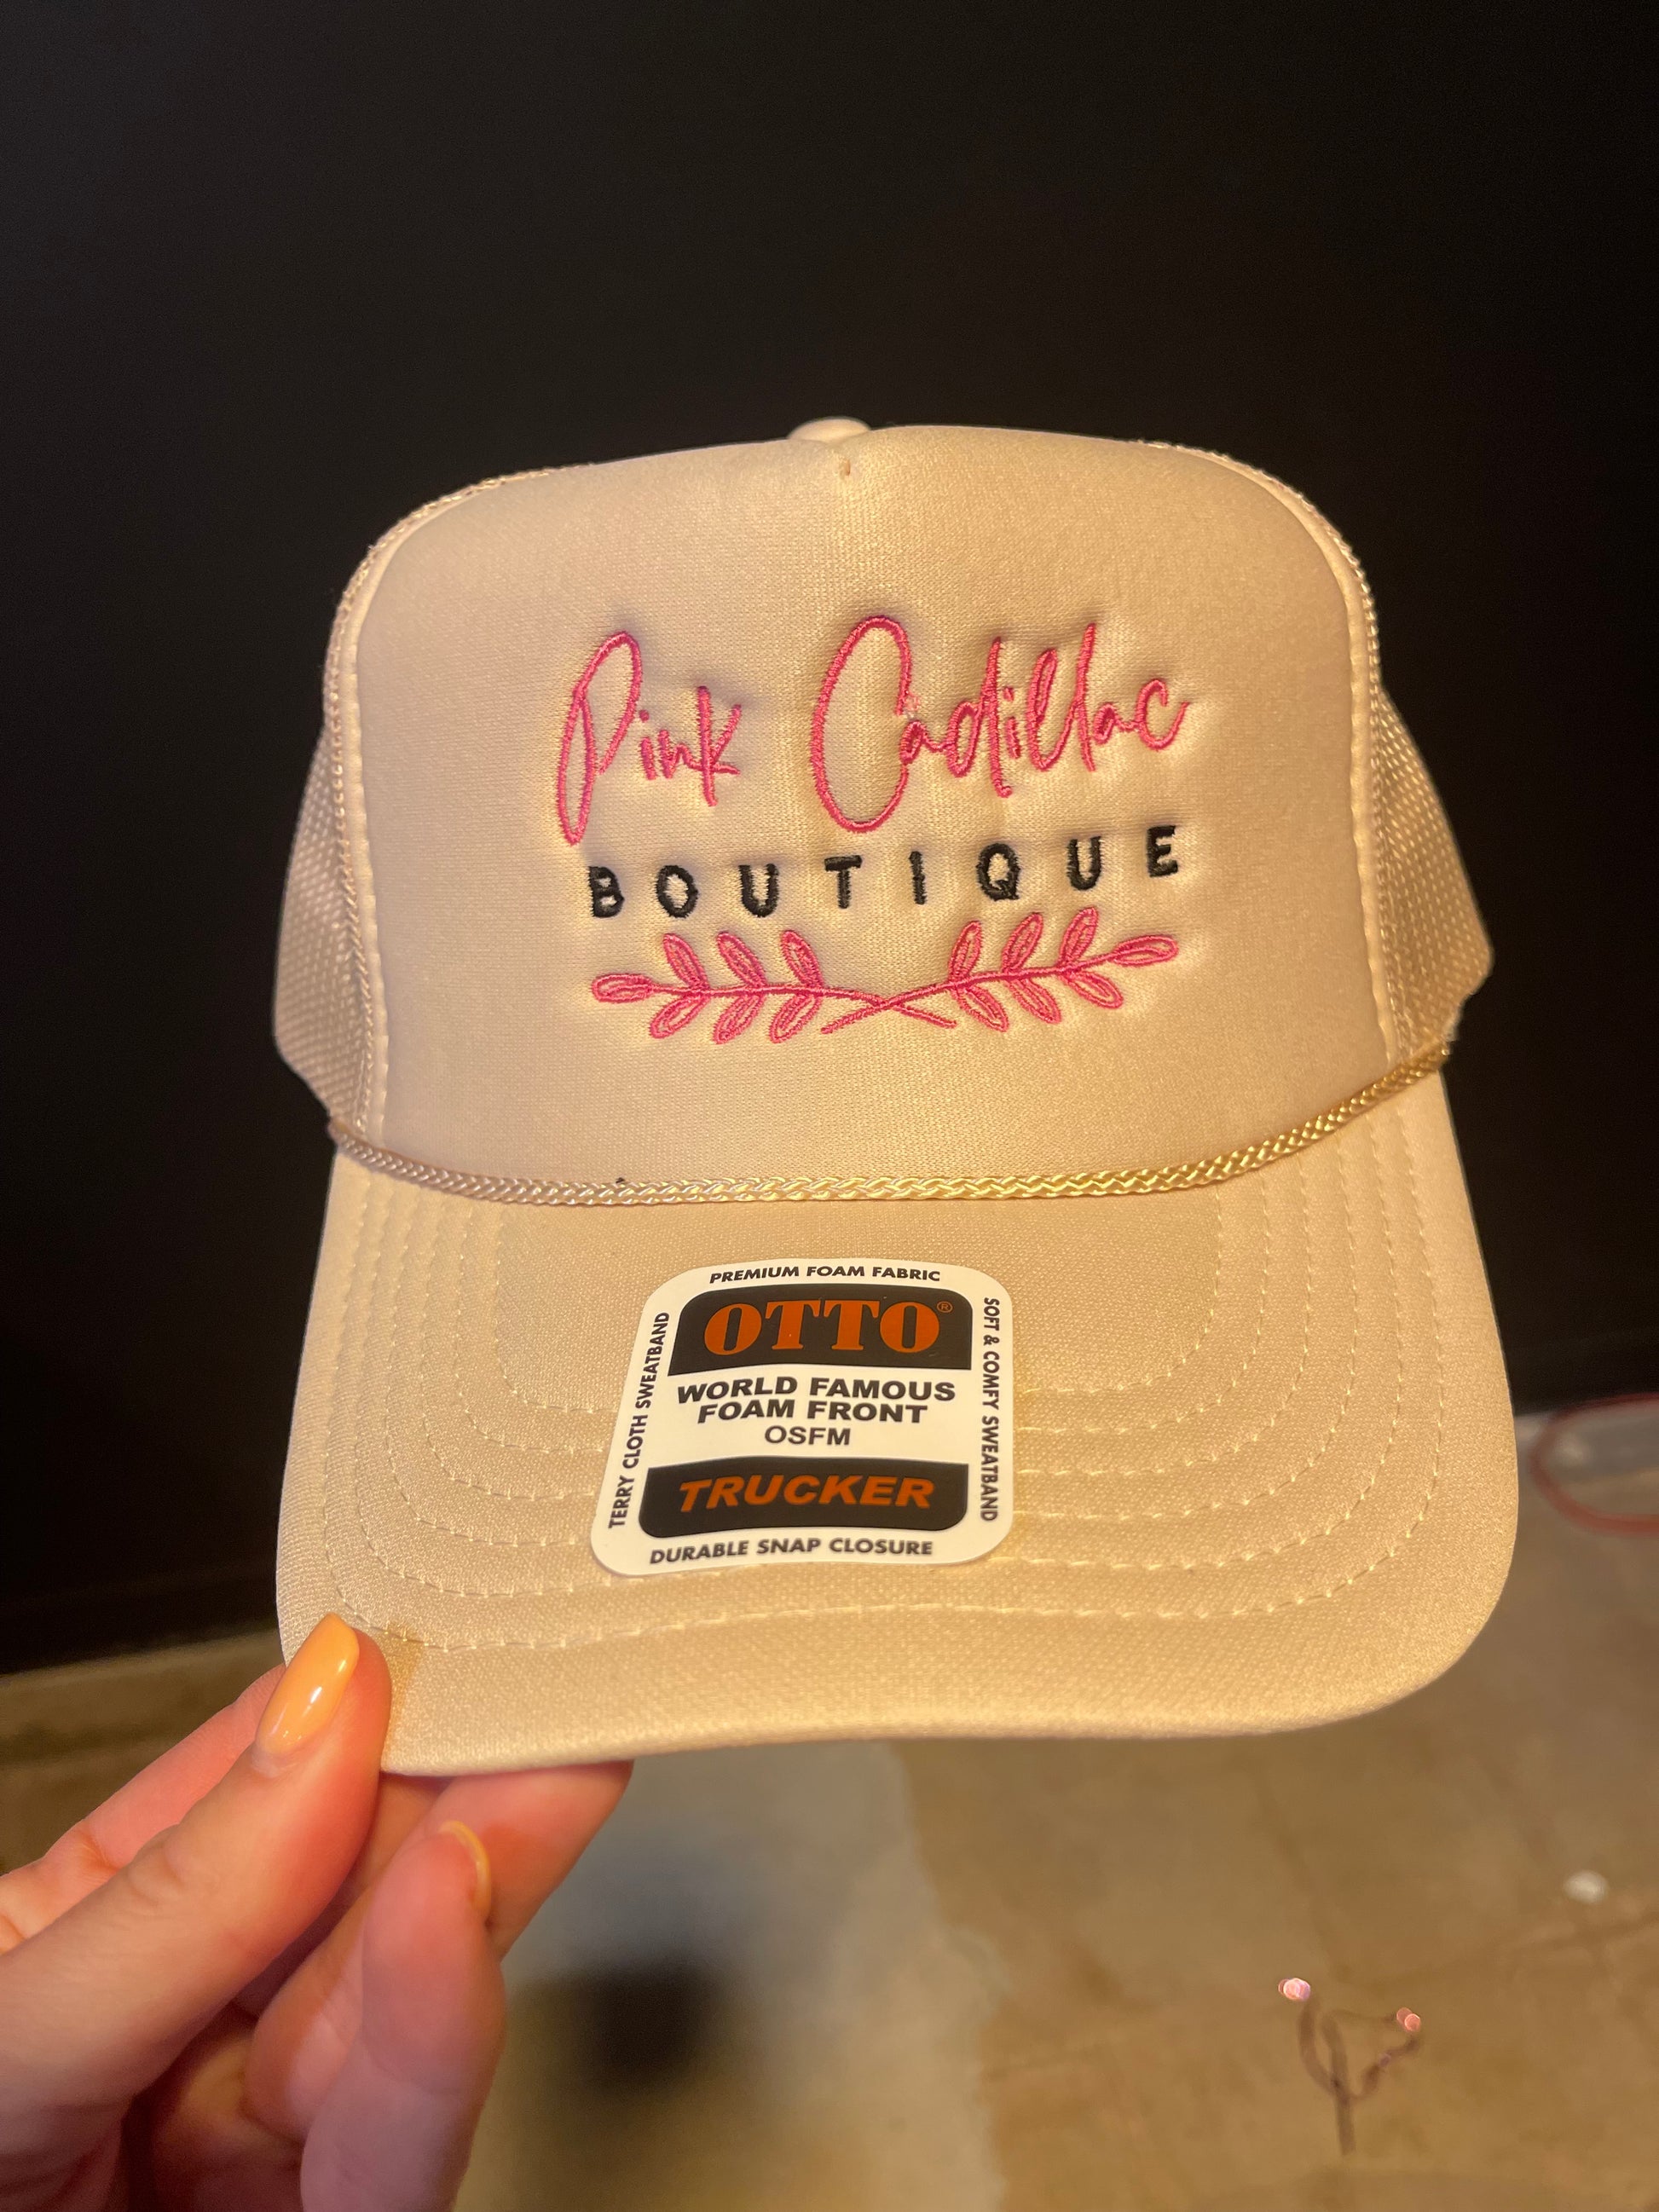 Pink Cadillac
BOUTIQUE
PREMIUM FOAM FABRIC
OTTO®
WORLD FAMOUS
FOAM FRONT
OSFM
TRUCKER
DURABLE SNAP CLOSURE
TERRY CLOTH SWEATBAND
SOFT & COMFY SWEATBAND